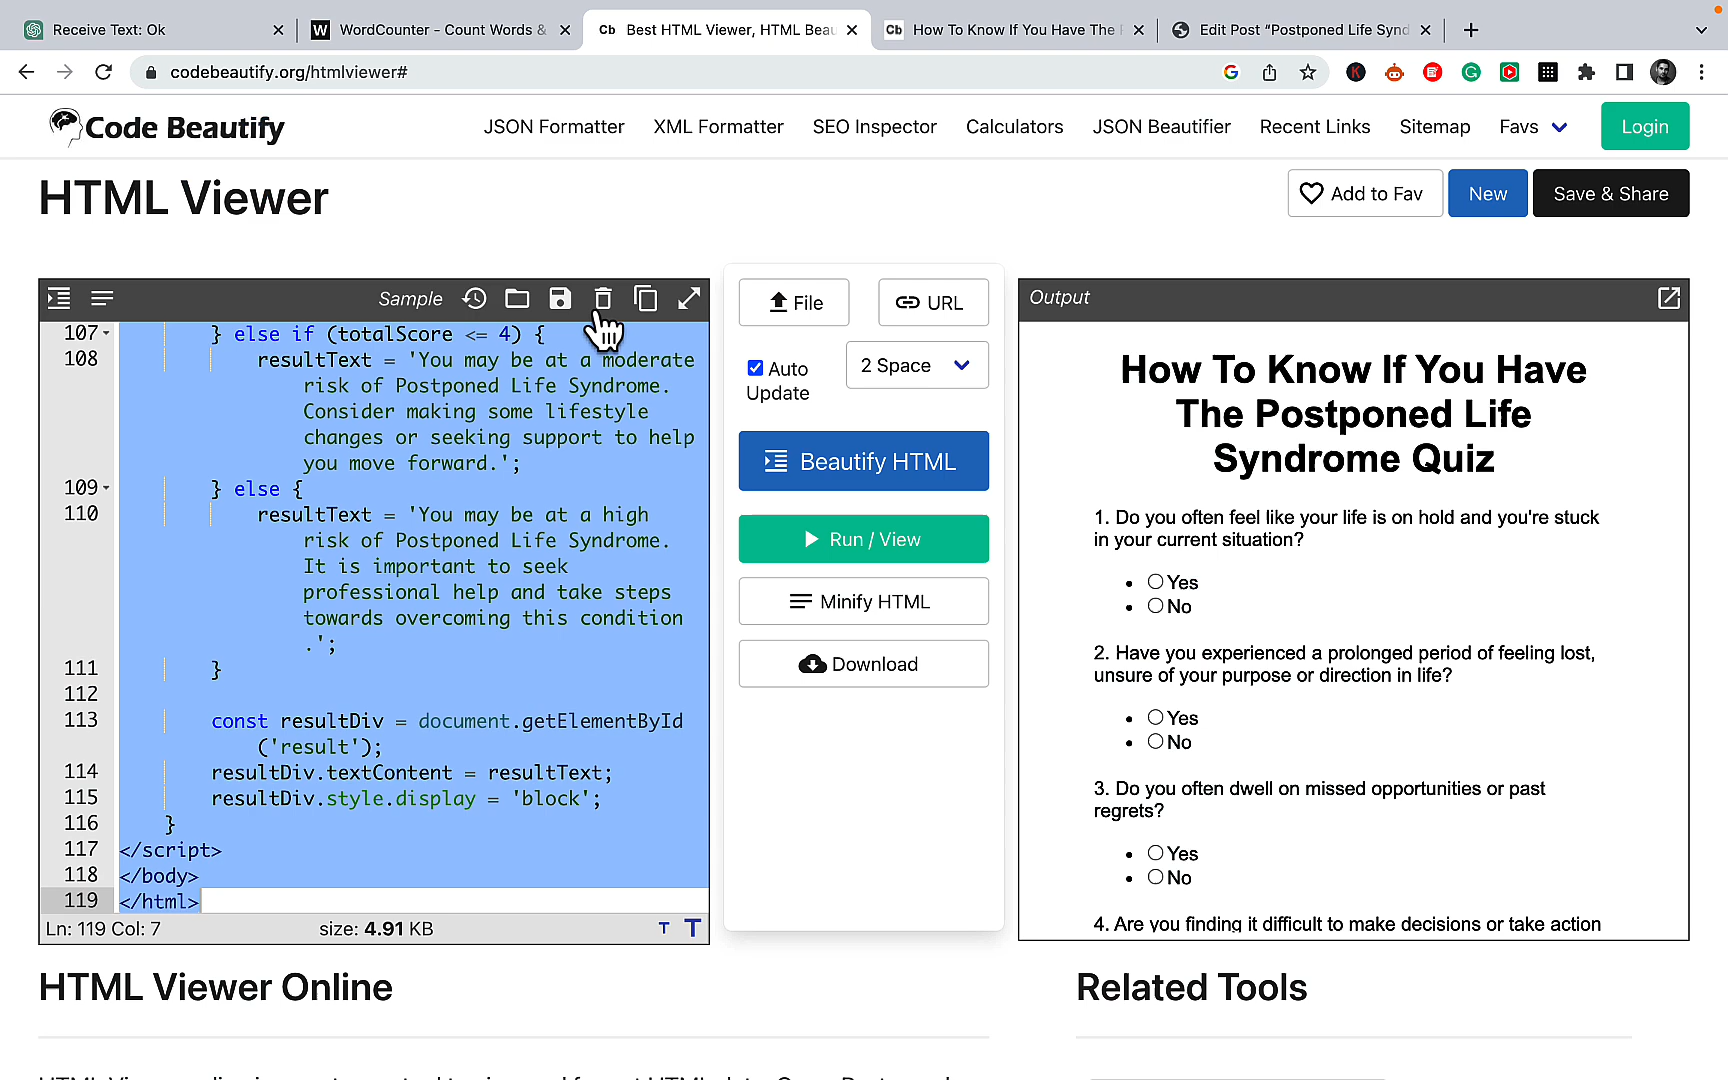 Receive Text: Ok
WordCounter - Count Words &
Best HTML Viewer, HTML Beau
How To Know If You Have The
Edit Post “Postponed Life Synd
codebeautify.org/htmlviewer#
Code Beautify
JSON Formatter
XML Formatter
SEO Inspector
Calculators
JSON Beautifier
Recent Links
Sitemap
Favs
Login
HTML Viewer
Add to Fav
New
Save & Share
Sample
107 } else if (totalScore <= 4) {
108 resultText = 'You may be at a moderate
risk of Postponed Life Syndrome.
Consider making some lifestyle
changes or seeking support to help
you move forward.';
109 } else {
110 resultText = 'You may be at a high
risk of Postponed Life Syndrome.
It is important to seek
professional help and take steps
towards overcoming this condition
.';
111 }
112
113 const resultDiv = document.getElementById
('result');
114 resultDiv.textContent = resultText;
115 resultDiv.style.display = 'block';
116 }
117 </script>
118 </body>
119 </html>
Ln: 119 Col: 7
size: 4.91 KB
T T
File
URL
Auto
Update
2 Space
Beautify HTML
Run / View
Minify HTML
Download
Output
How To Know If You Have
The Postponed Life
Syndrome Quiz
1. Do you often feel like your life is on hold and you're stuck
in your current situation?
Yes
No
2. Have you experienced a prolonged period of feeling lost,
unsure of your purpose or direction in life?
Yes
No
3. Do you often dwell on missed opportunities or past
regrets?
Yes
No
4. Are you finding it difficult to make decisions or take action
HTML Viewer Online
Related Tools